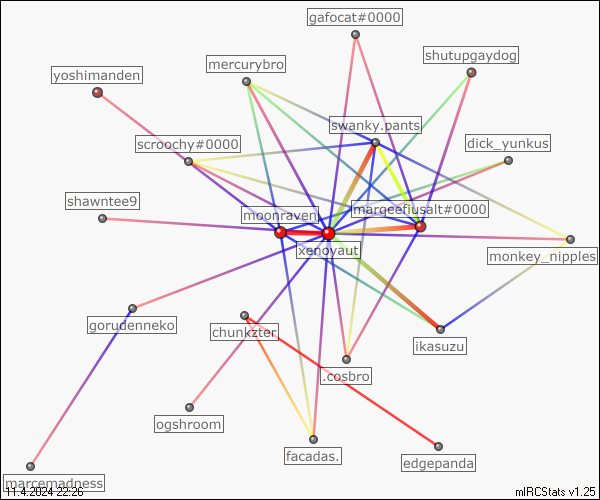 gafocat#0000
shutupgaydog
mercurybro
yoshimanden
swanky.pants
scroochy#0000
dick_yunkus
shawntee9
moonraven
margeefiusalt#0000
xenoyaut
monkey_nipples
gorudenneko
chunkzter
ikasuzu
.cosbro
ogshroom
facadas.
edgepanda
marcemadness
11.4.2024 22:26
mIRCStats v1.25